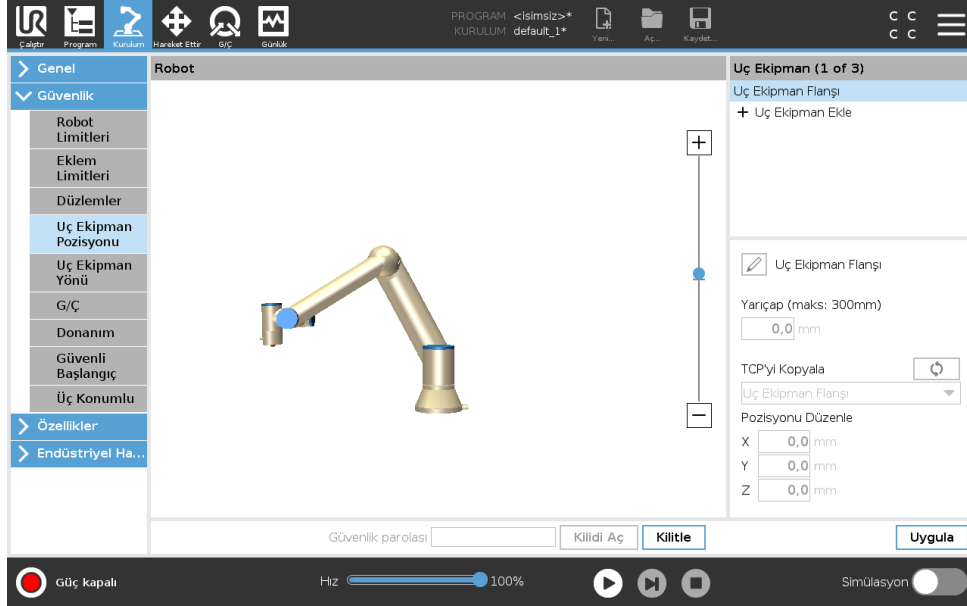 UR
Çalıştır
Program
Kurulum
Hareket Ettir
G/Ç
Günlük
PROGRAM <isimsiz>*
KURULUM default_1*
Yeni...
Aç...
Kaydet...
C C
C C
Genel
Güvenlik
Robot
Limitleri
Eklem
Limitleri
Düzlemler
Uç Ekipman
Pozisyonu
Uç Ekipman
Yönü
G/Ç
Donanım
Güvenli
Başlangıç
Üç Konumlu
Özellikler
Endüstriyel Ha...
Robot
Uç Ekipman (1 of 3)
Uç Ekipman Flanşı
+ Uç Ekipman Ekle
Uç Ekipman Flanşı
Yarıçap (maks: 300mm)
0,0 mm
TCP'yi Kopyala
Uç Ekipman Flanşı
Pozisyonu Düzenle
X 0,0 mm
Y 0,0 mm
Z 0,0 mm
Güvenlik parolası
Kilidi Aç
Kilitle
Uygula
Güç kapalı
Hız
100%
Simülasyon